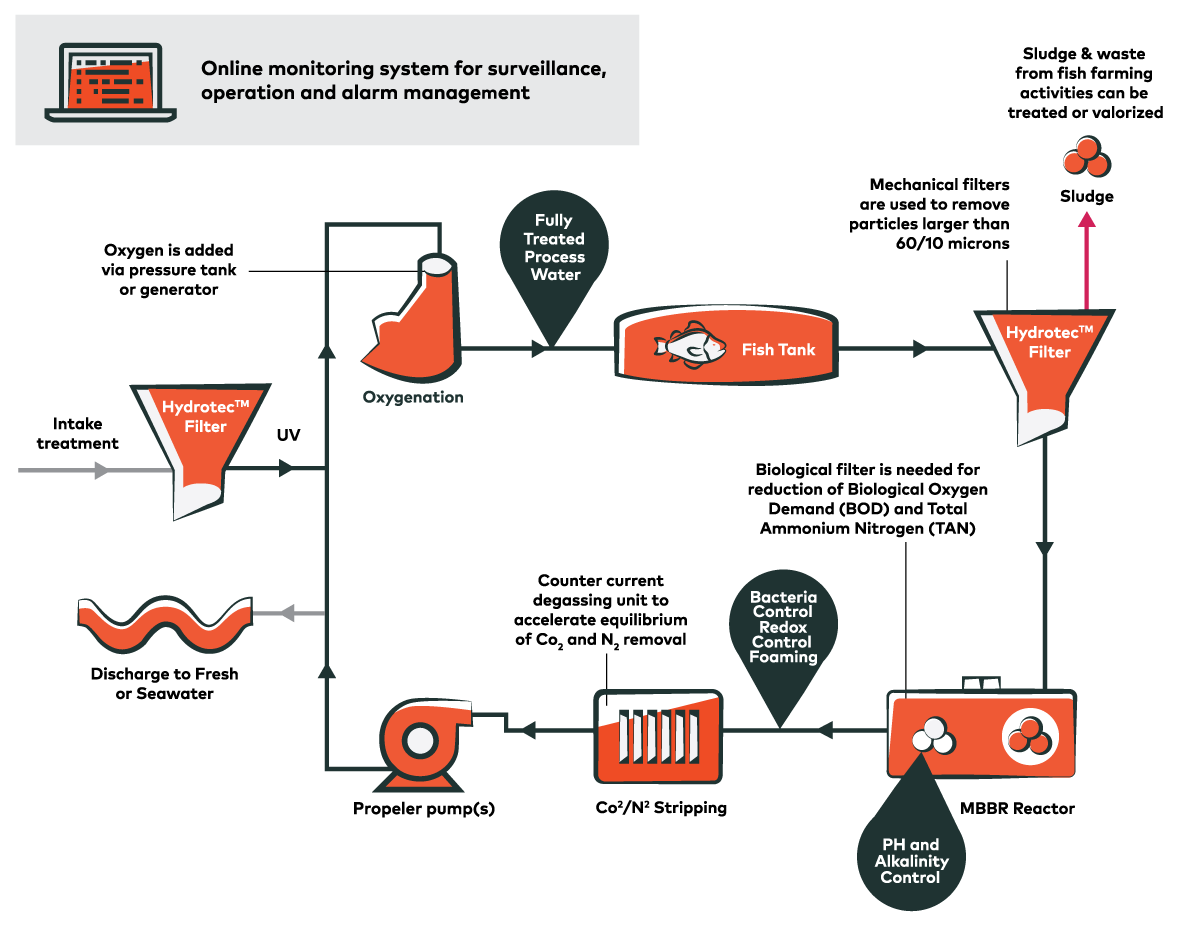 Online monitoring system for surveillance,
operation and alarm management
Sludge & waste
from fish farming
activities can be
treated or valorized
Sludge
Mechanical filters
are used to remove
particles larger than
60/10 microns
Fully
Treated
Process
Water
Oxygen is added
via pressure tank
or generator
Hydrotec™
Filter
Fish Tank
Oxygenation
Intake
treatment
Hydrotec™
Filter
UV
Biological filter is needed for
reduction of Biological Oxygen
Demand (BOD) and Total
Ammonium Nitrogen (TAN)
Counter current
degassing unit to
accelerate equilibrium
of Co₂ and N₂ removal
Bacteria
Control
Redox
Control
Foaming
Discharge to Fresh
or Seawater
Propeler pump(s)
Co²/N² Stripping
MBBR Reactor
PH and
Alkalinity
Control